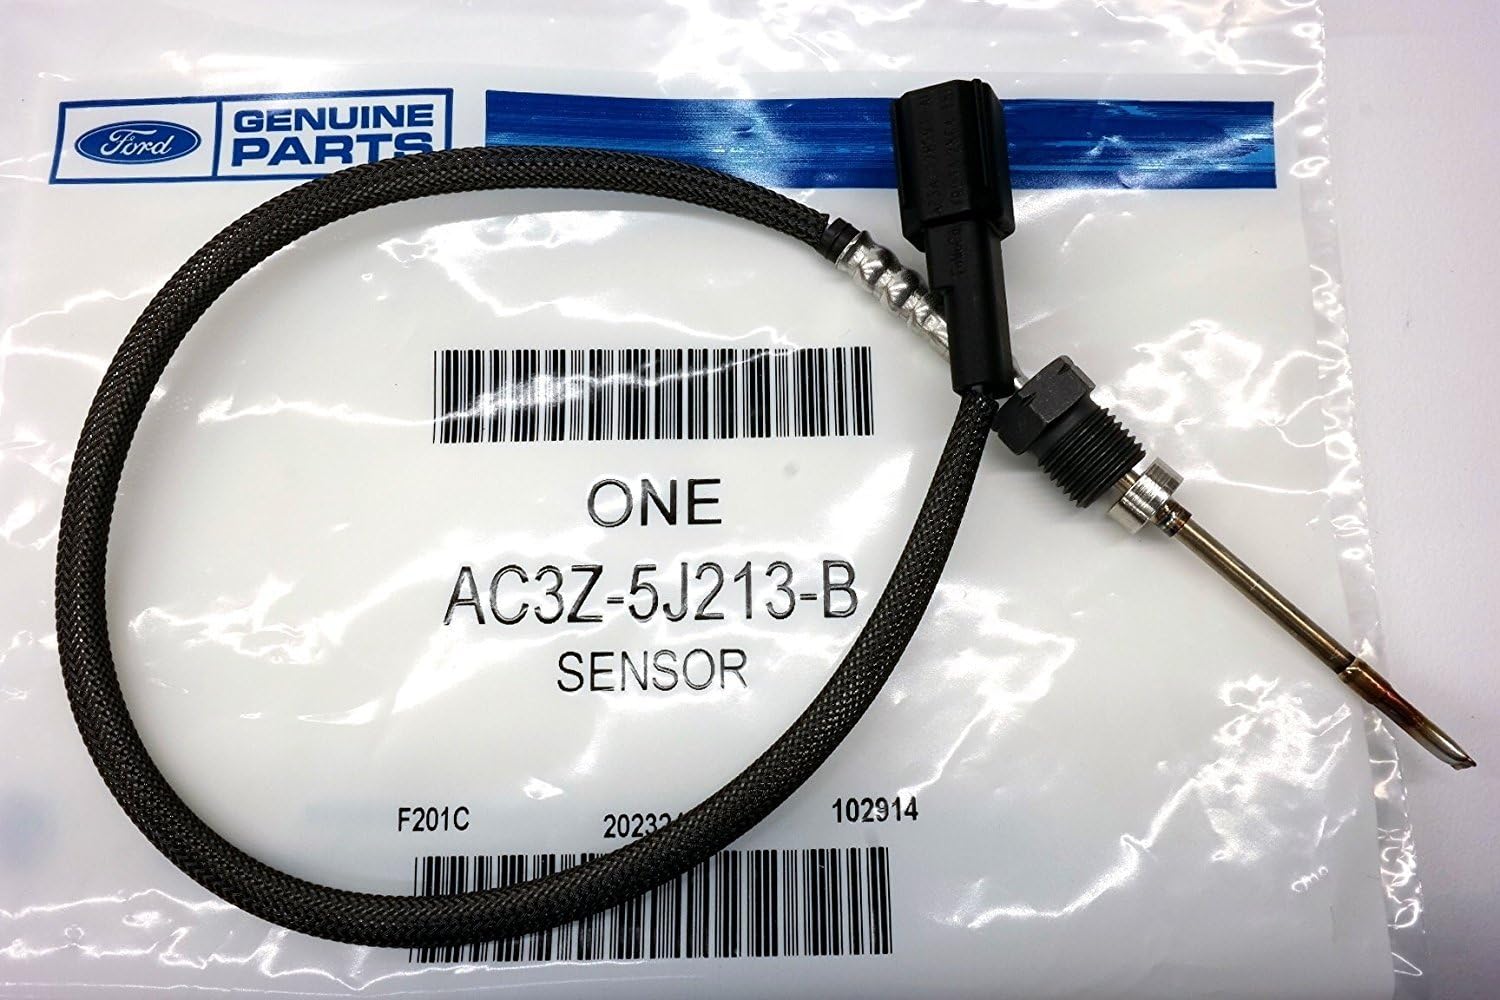 Ford
GENUINE
PARTS
ONE
AC3Z-5J213-B
SENSOR
F201C
102914